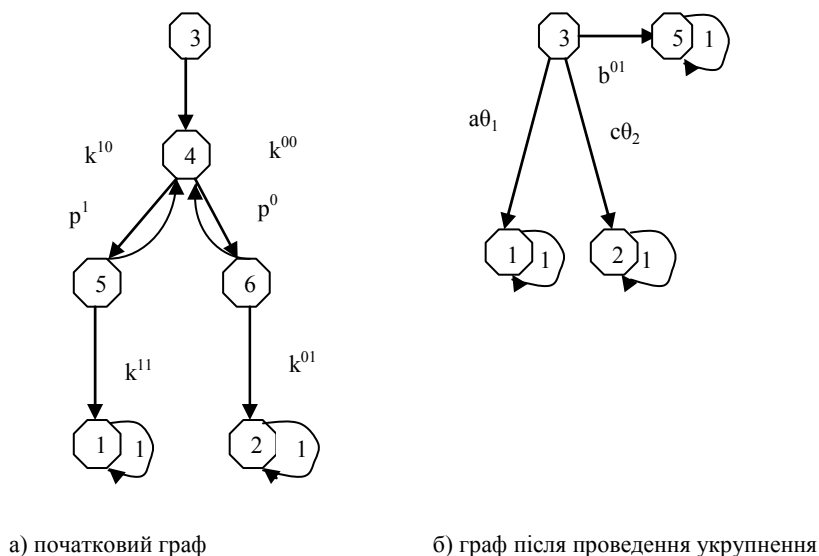 3
3
5
1
b⁰¹
aθ₁
cθ₂
4
k¹⁰
k⁰⁰
p¹
p⁰
1
1
2
1
5
6
k¹¹
k⁰¹
1
1
2
1
а) початковий граф
б) граф після проведення укрупнення